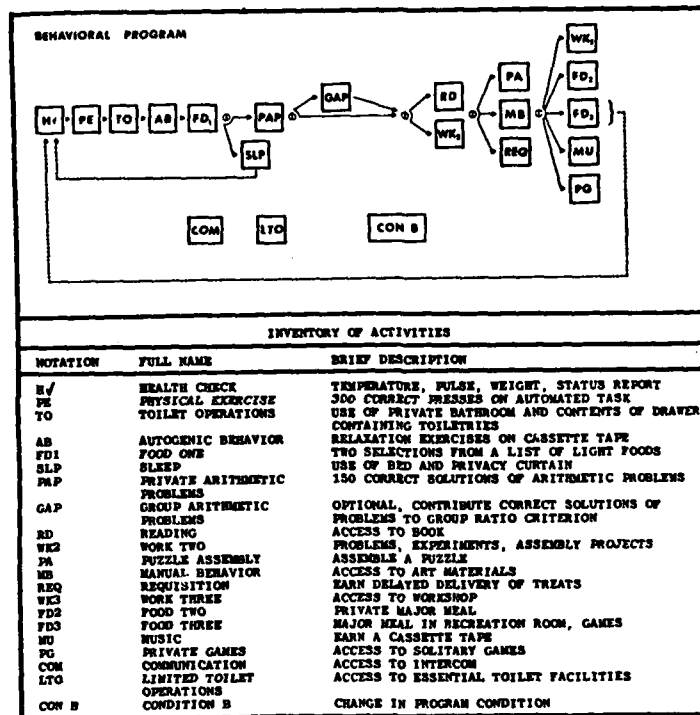 BEHAVIORAL PROGRAM
H✓ PE TO AB FD1 PAP SLP GAP RD WK2 PA MB REQ WK3 FD2 FD3 MU PG
COM LTO CON B
INVENTORY OF ACTIVITIES
NOTATION FULL NAME BRIEF DESCRIPTION
H✓ HEALTH CHECK TEMPERATURE, PULSE, WEIGHT, STATUS REPORT
PE PHYSICAL EXERCISE 300 CORRECT PRESSES ON AUTOMATED TASK
TO TOILET OPERATIONS USE OF PRIVATE BATHROOM AND CONTENTS OF DRAWER
CONTAINING TOILETRIES
AB AUTOGENIC BEHAVIOR RELAXATION EXERCISES ON CASSETTE TAPE
FD1 FOOD ONE TWO SELECTIONS FROM A LIST OF LIGHT FOODS
SLP SLEEP USE OF BED AND PRIVACY CURTAIN
PAP PRIVATE ARITHMETIC 150 CORRECT SOLUTIONS OF ARITHMETIC PROBLEMS
PROBLEMS
GAP GROUP ARITHMETIC OPTIONAL, CONTRIBUTE CORRECT SOLUTIONS OF
PROBLEMS PROBLEMS TO GROUP RATIO CRITERION
RD READING ACCESS TO BOOK
WK2 WORK TWO PROBLEMS, EXPERIMENTS, ASSEMBLY PROJECTS
PA PUZZLE ASSEMBLY ASSEMBLE A PUZZLE
MB MANUAL BEHAVIOR ACCESS TO ART MATERIALS
REQ REQUISITION EARN DELAYED DELIVERY OF TREATS
WK3 WORK THREE ACCESS TO WORKSHOP
FD2 FOOD TWO PRIVATE MAJOR MEAL
FD3 FOOD THREE MAJOR MEAL IN RECREATION ROOM, GAMES
MU MUSIC EARN A CASSETTE TAPE
PG PRIVATE GAMES ACCESS TO SOLITARY GAMES
COM COMMUNICATION ACCESS TO INTERCOM
LTO LIMITED TOILET ACCESS TO ESSENTIAL TOILET FACILITIES
OPERATIONS
CON B CONDITION B CHANGE IN PROGRAM CONDITION